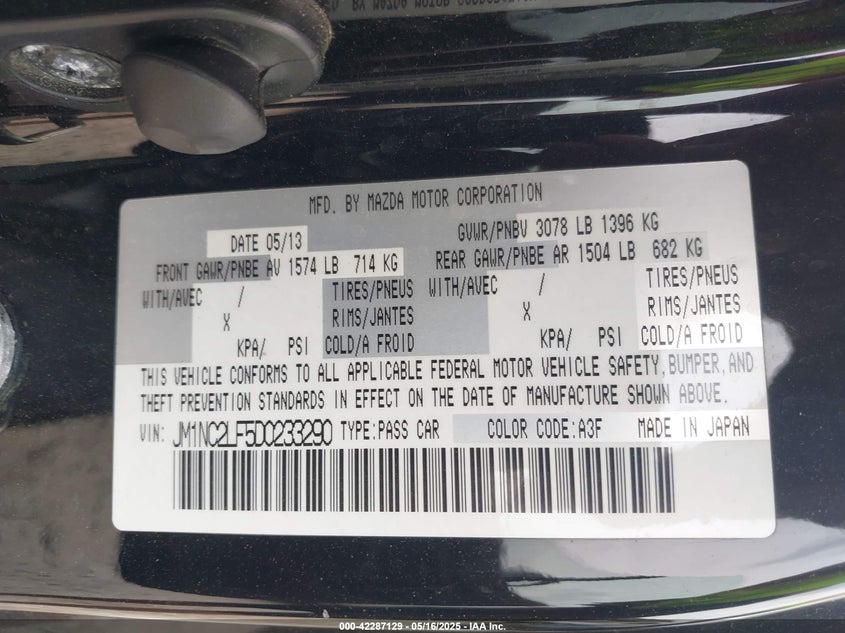 MFD. BY MAZDA MOTOR CORPORATION
DATE 05/13 GVWR/PNBV 3078 LB 1396 KG
FRONT GAWR/PNBE AV 1574 LB 714 KG REAR GAWR/PNBE AR 1504 LB 682 KG
WITH/AVEC / TIRES/PNEUS WITH/AVEC / TIRES/PNEUS
X RIMS/JANTES X RIMS/JANTES
KPA/ PSI COLD/A FROID KPA/ PSI COLD/A FROID
THIS VEHICLE CONFORMS TO ALL APPLICABLE FEDERAL MOTOR VEHICLE SAFETY, BUMPER, AND
THEFT PREVENTION STANDARDS IN EFFECT ON THE DATE OF MANUFACTURE SHOWN ABOVE.
VIN: JM1NC2LF5D0233290 TYPE:PASS CAR COLOR CODE:A3F MADE IN JAPAN
000-42287129 - 05/16/2025 - IAA Inc.